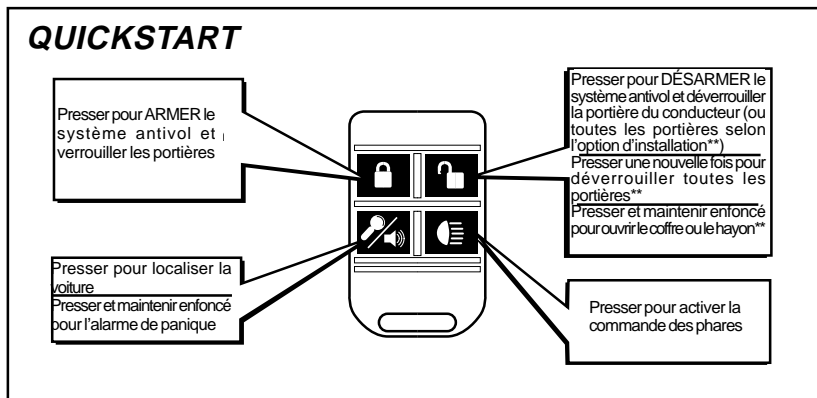 QUICKSTART
Presser pour ARMER le
système antivol et
verrouiller les portières
Presser pour DÉSARMER le
système antivol et déverrouiller
la portière du conducteur (ou
toutes les portières selon
l'option d'installation**)
Presser une nouvelle fois pour
déverrouiller toutes les
portières**
Presser et maintenir enfoncé
pour ouvrir le coffre ou le hayon**
Presser pour localiser la
voiture
Presser et maintenir enfoncé
pour l'alarme de panique
Presser pour activer la
commande des phares